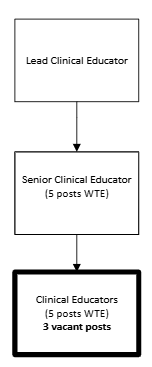 Lead Clinical Educator
Senior Clinical Educator
(5 posts WTE)
Clinical Educators
(5 posts WTE)
3 vacant posts